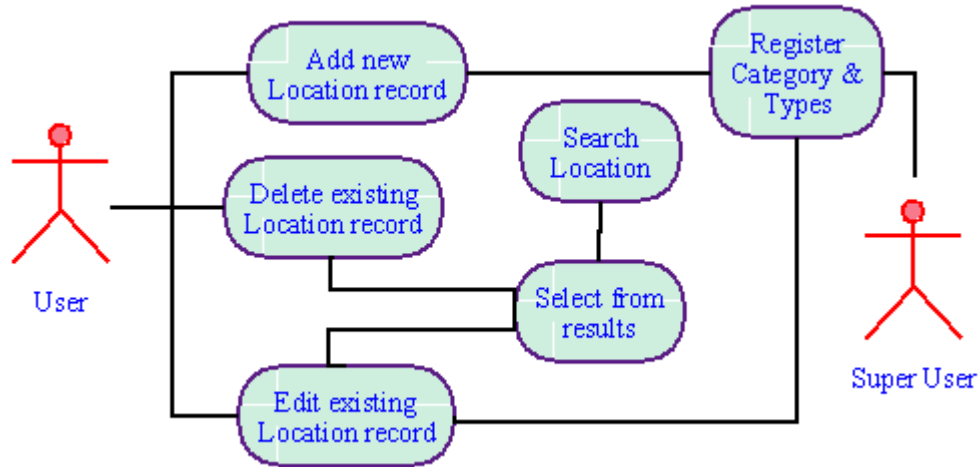 Add new
Location record
Register
Category &
Types
Search
Location
Delete existing
Location record
User
Select from
results
Super User
Edit existing
Location record